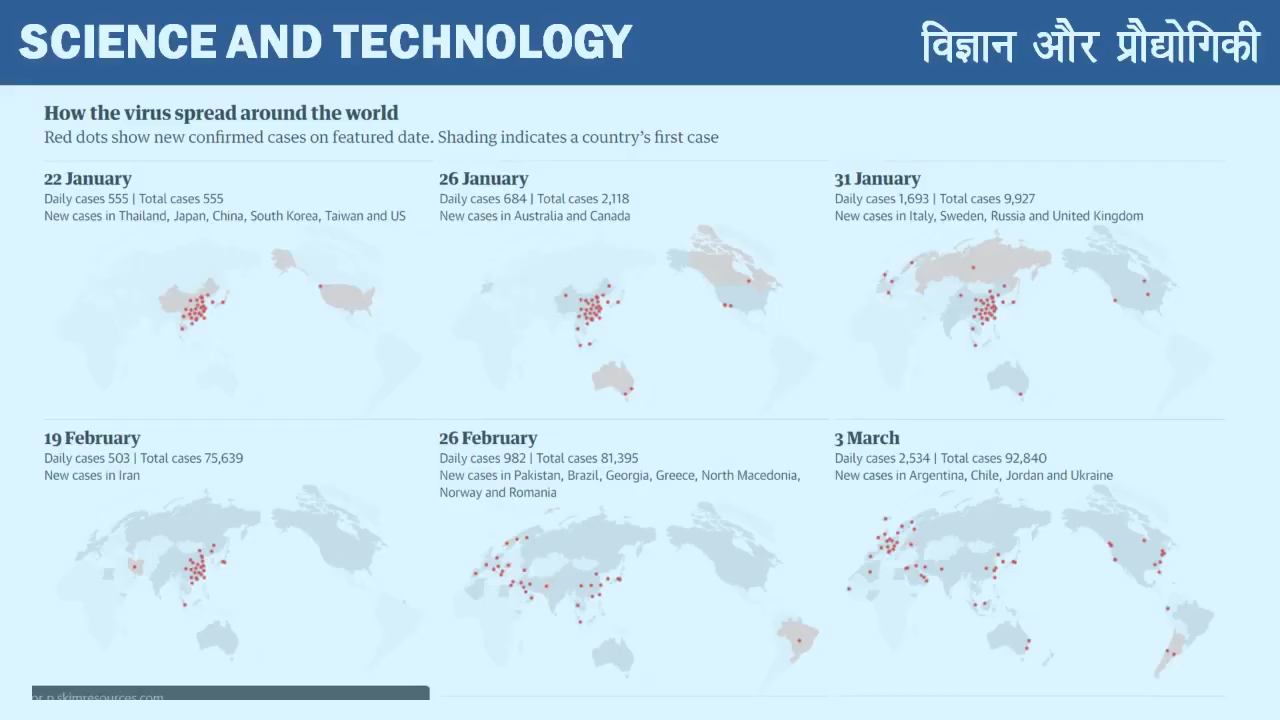 SCIENCE AND TECHNOLOGY
विज्ञान और प्रौद्योगिकी
How the virus spread around the world
Red dots show new confirmed cases on featured date. Shading indicates a country's first case
22 January
Daily cases 555 | Total cases 555
New cases in Thailand, Japan, China, South Korea, Taiwan and US
26 January
Daily cases 684 | Total cases 2,118
New cases in Australia and Canada
31 January
Daily cases 1,693 | Total cases 9,927
New cases in Italy, Sweden, Russia and United Kingdom
19 February
Daily cases 503 | Total cases 75,639
New cases in Iran
26 February
Daily cases 982 | Total cases 81,395
New cases in Pakistan, Brazil, Georgia, Greece, North Macedonia,
Norway and Romania
3 March
Daily cases 2,534 | Total cases 92,840
New cases in Argentina, Chile, Jordan and Ukraine
or p.skimresources.com